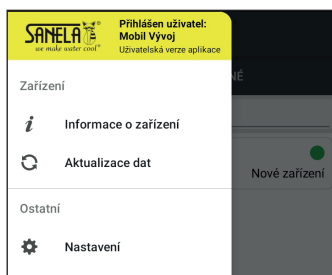 SANELA®
we make water cool®
Přihlášen uživatel:
Mobil Vývoj
Uživatelská verze aplikace
NÉ
Zařízení
Informace o zařízení
Aktualizace dat
Nové zařízení
Ostatní
Nastavení